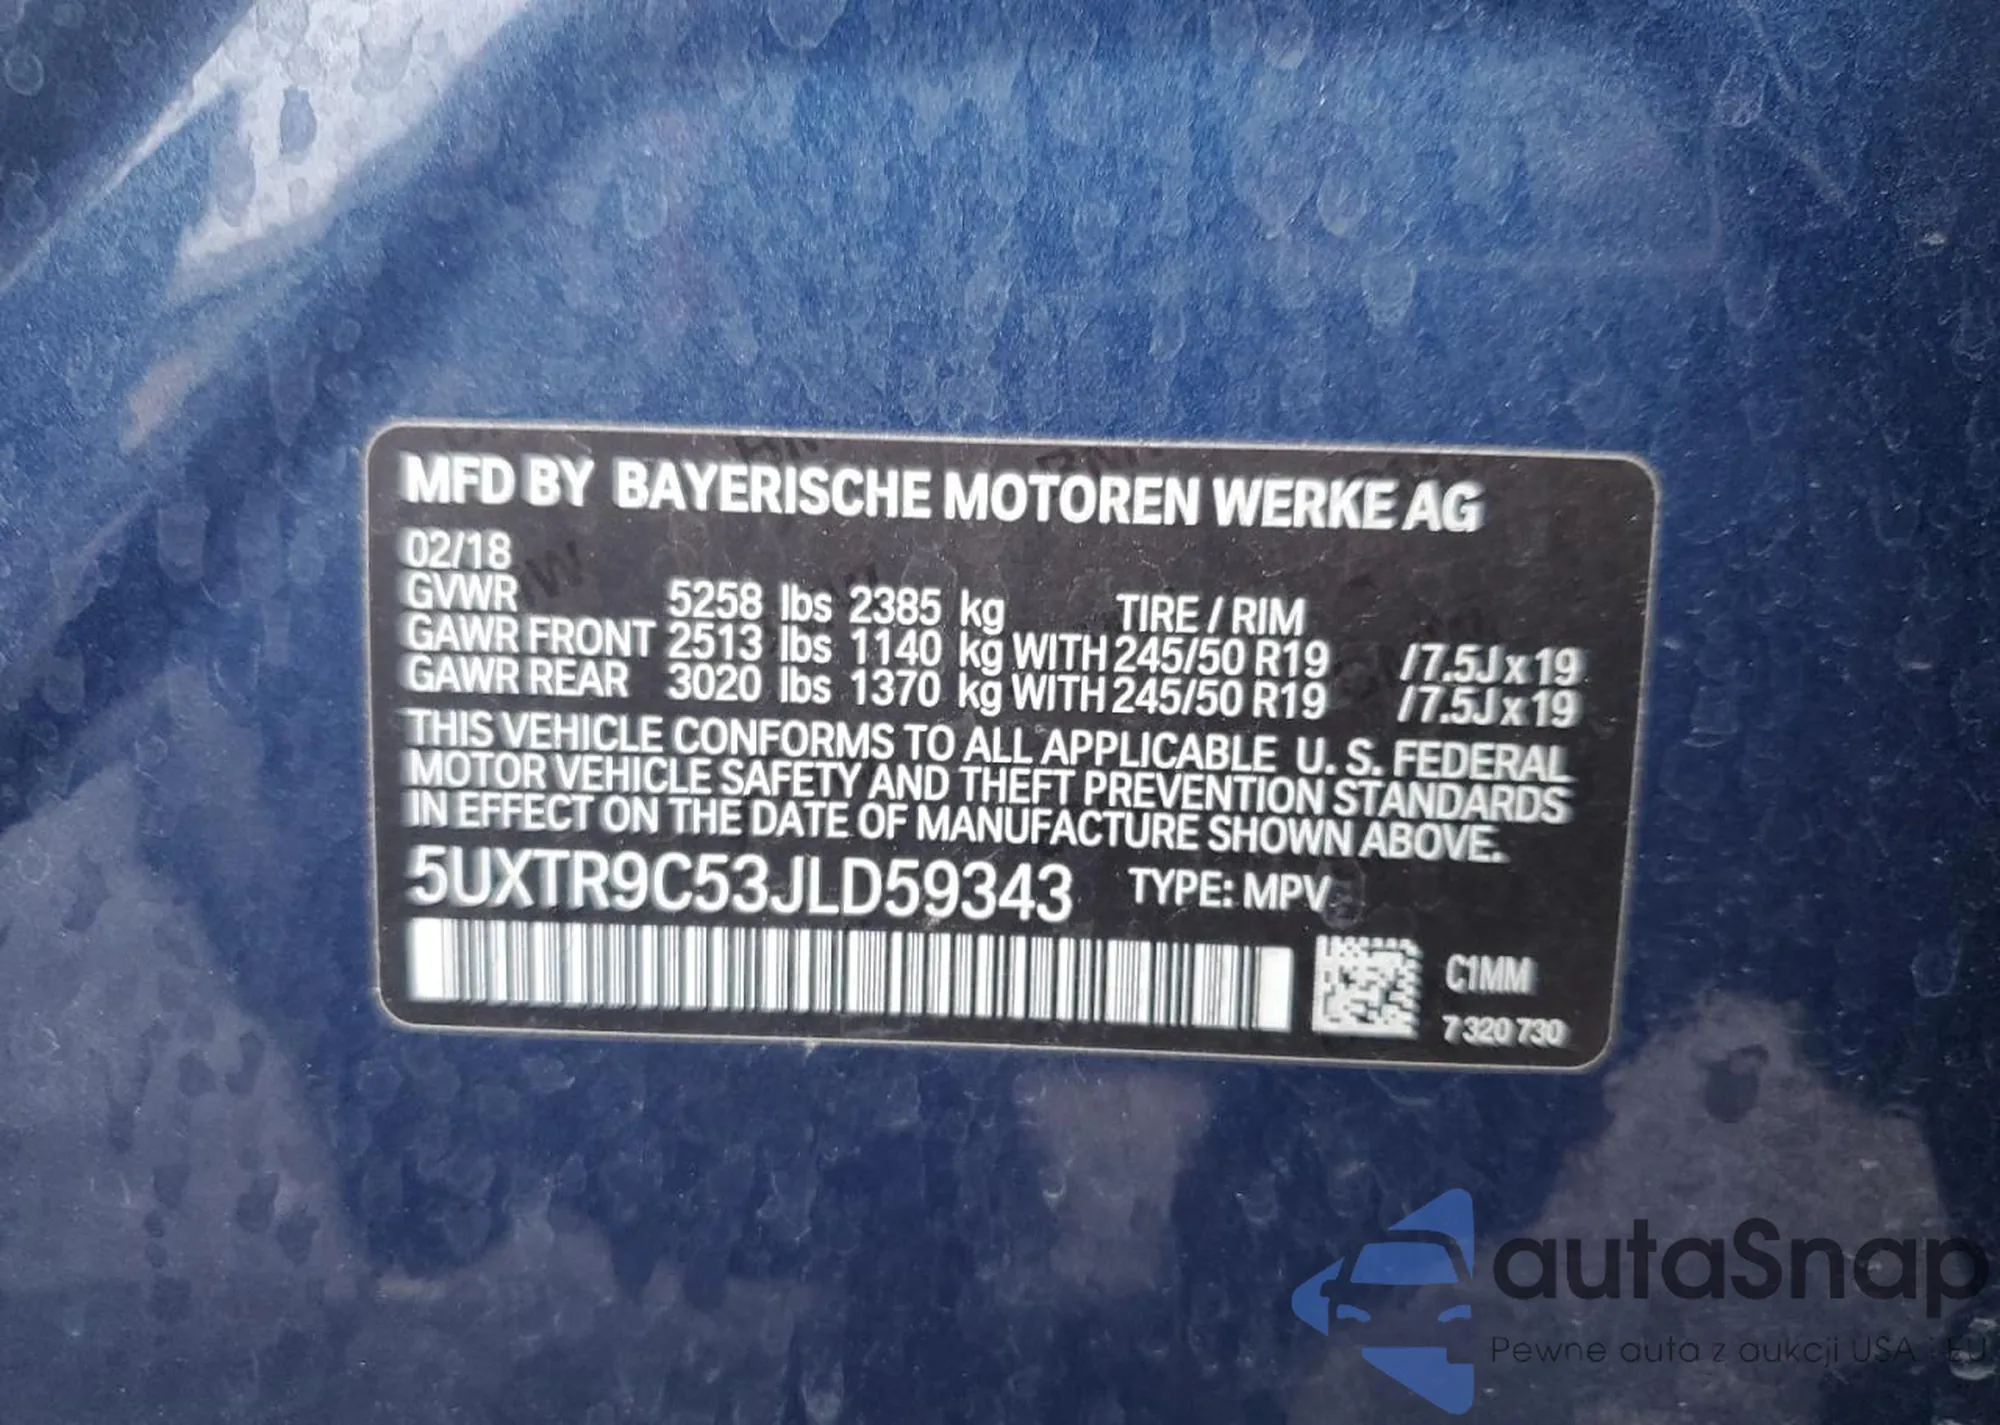 MFD BY BAYERISCHE MOTOREN WERKE AG
02/18
GVWR 5258 lbs 2385 kg TIRE / RIM
GAWR FRONT 2513 lbs 1140 kg WITH 245/50 R19 /7.5J x 19
GAWR REAR 3020 lbs 1370 kg WITH 245/50 R19 /7.5J x 19
THIS VEHICLE CONFORMS TO ALL APPLICABLE U. S. FEDERAL
MOTOR VEHICLE SAFETY AND THEFT PREVENTION STANDARDS
IN EFFECT ON THE DATE OF MANUFACTURE SHOWN ABOVE.
5UXTR9C53JLD59343 TYPE: MPV
C1MM
7 320 730
autaSnap
Pewne auta z aukcji USA i EU